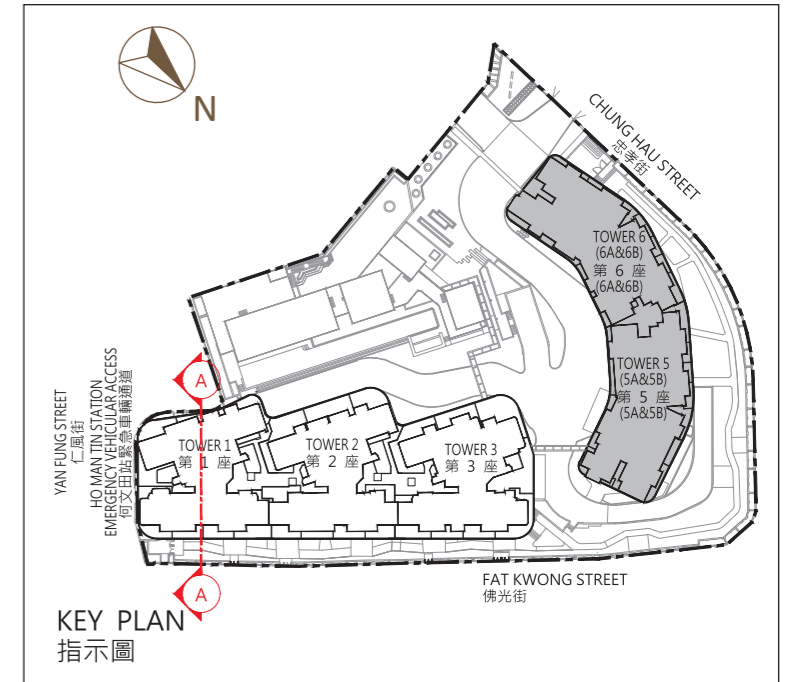 N
CHUNG HAU STREET
忠孝街
TOWER 6
(6A&6B)
第 6 座
(6A&6B)
TOWER 5
(5A&5B)
第 5 座
(5A&5B)
A
YAN FUNG STREET
仁風街
HO MAN TIN STATION
EMERGENCY VEHICULAR ACCESS
何文田站緊急車輛通道
TOWER 1
第 1 座
TOWER 2
第 2 座
TOWER 3
第 3 座
A
FAT KWONG STREET
佛光街
KEY PLAN
指示圖